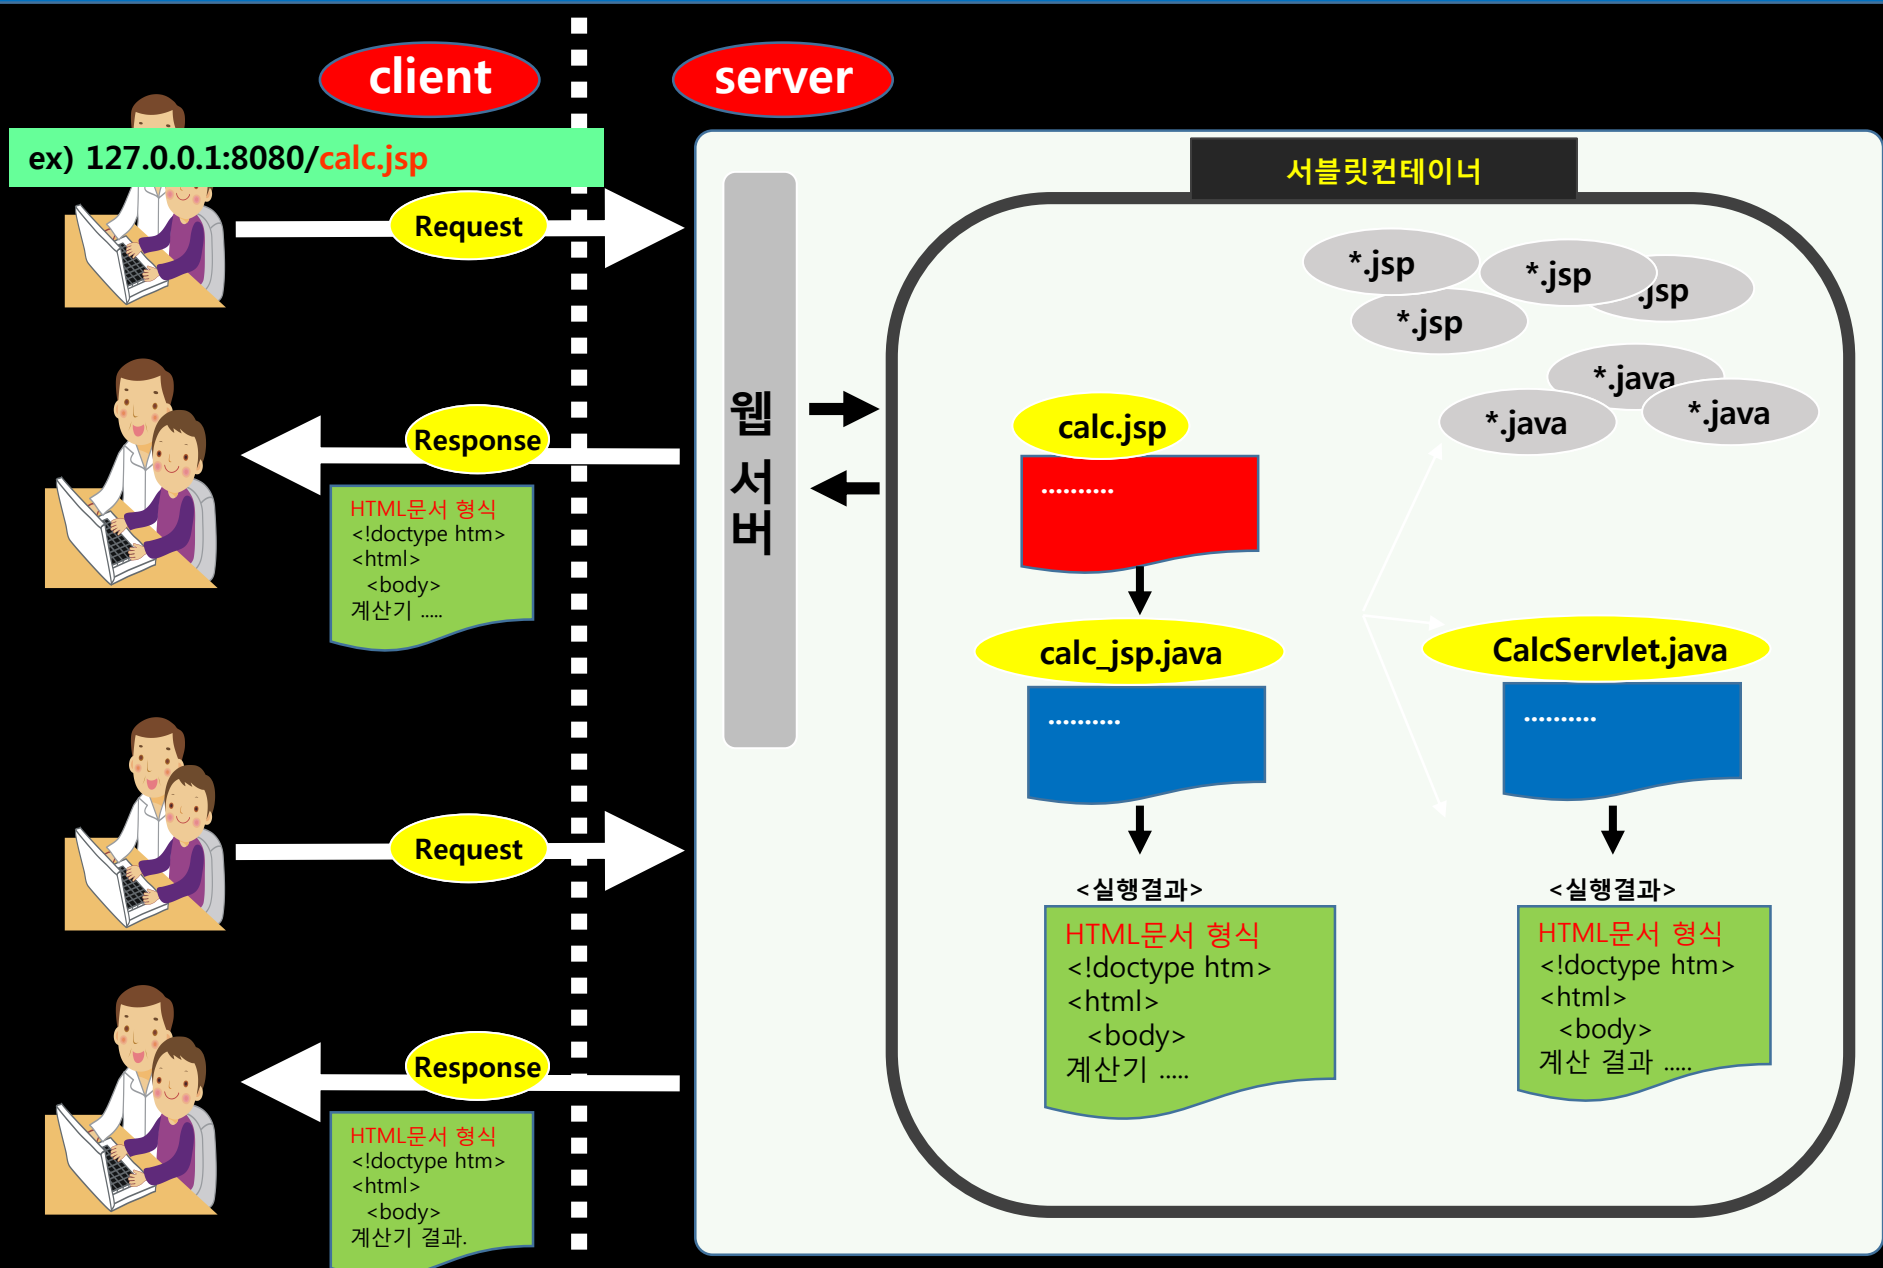 client
server
ex) 127.0.0.1:8080/calc.jsp
서블릿컨테이너
Request
*.jsp
*.jsp
.jsp
*.jsp
*.java
*.java
*.java
웹
서
버
calc.jsp
..........
Response
HTML문서 형식
<!doctype htm>
<html>
<body>
계산기 .....
calc_jsp.java
..........
CalcServlet.java
..........
Request
<실행결과>
HTML문서 형식
<!doctype htm>
<html>
<body>
계산기 .....
<실행결과>
HTML문서 형식
<!doctype htm>
<html>
<body>
계산 결과 .....
Response
HTML문서 형식
<!doctype htm>
<html>
<body>
계산기 결과.